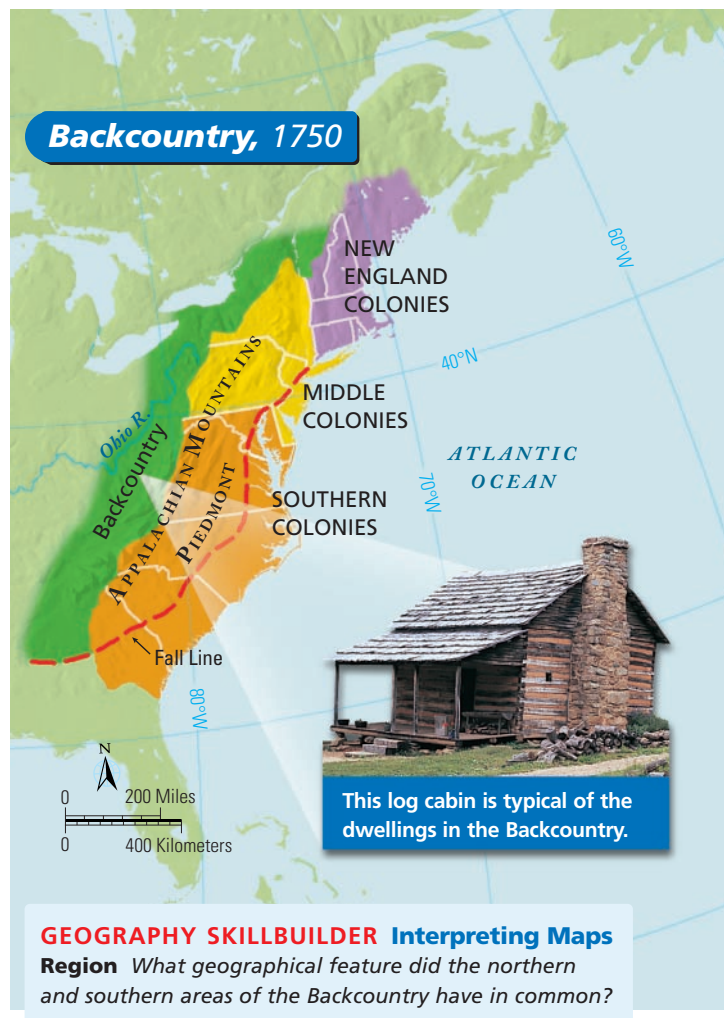 Backcountry, 1750
NEW
ENGLAND
COLONIES
60°W
40°N
MIDDLE
COLONIES
Ohio R.
Backcountry
APPALACHIAN MOUNTAINS
PIEDMONT
ATLANTIC
OCEAN
70°W
SOUTHERN
COLONIES
Fall Line
80°W
N
0 200 Miles
0 400 Kilometers
This log cabin is typical of the
dwellings in the Backcountry.
GEOGRAPHY SKILLBUILDER Interpreting Maps
Region What geographical feature did the northern
and southern areas of the Backcountry have in common?